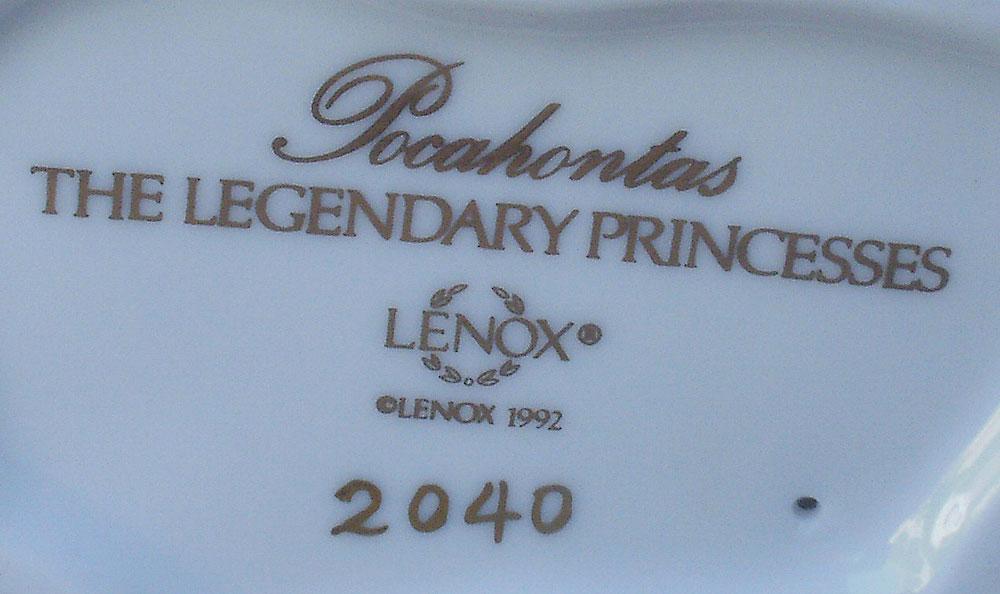 Pocahontas
THE LEGENDARY PRINCESSES
LENOX®
©LENOX 1992
2040